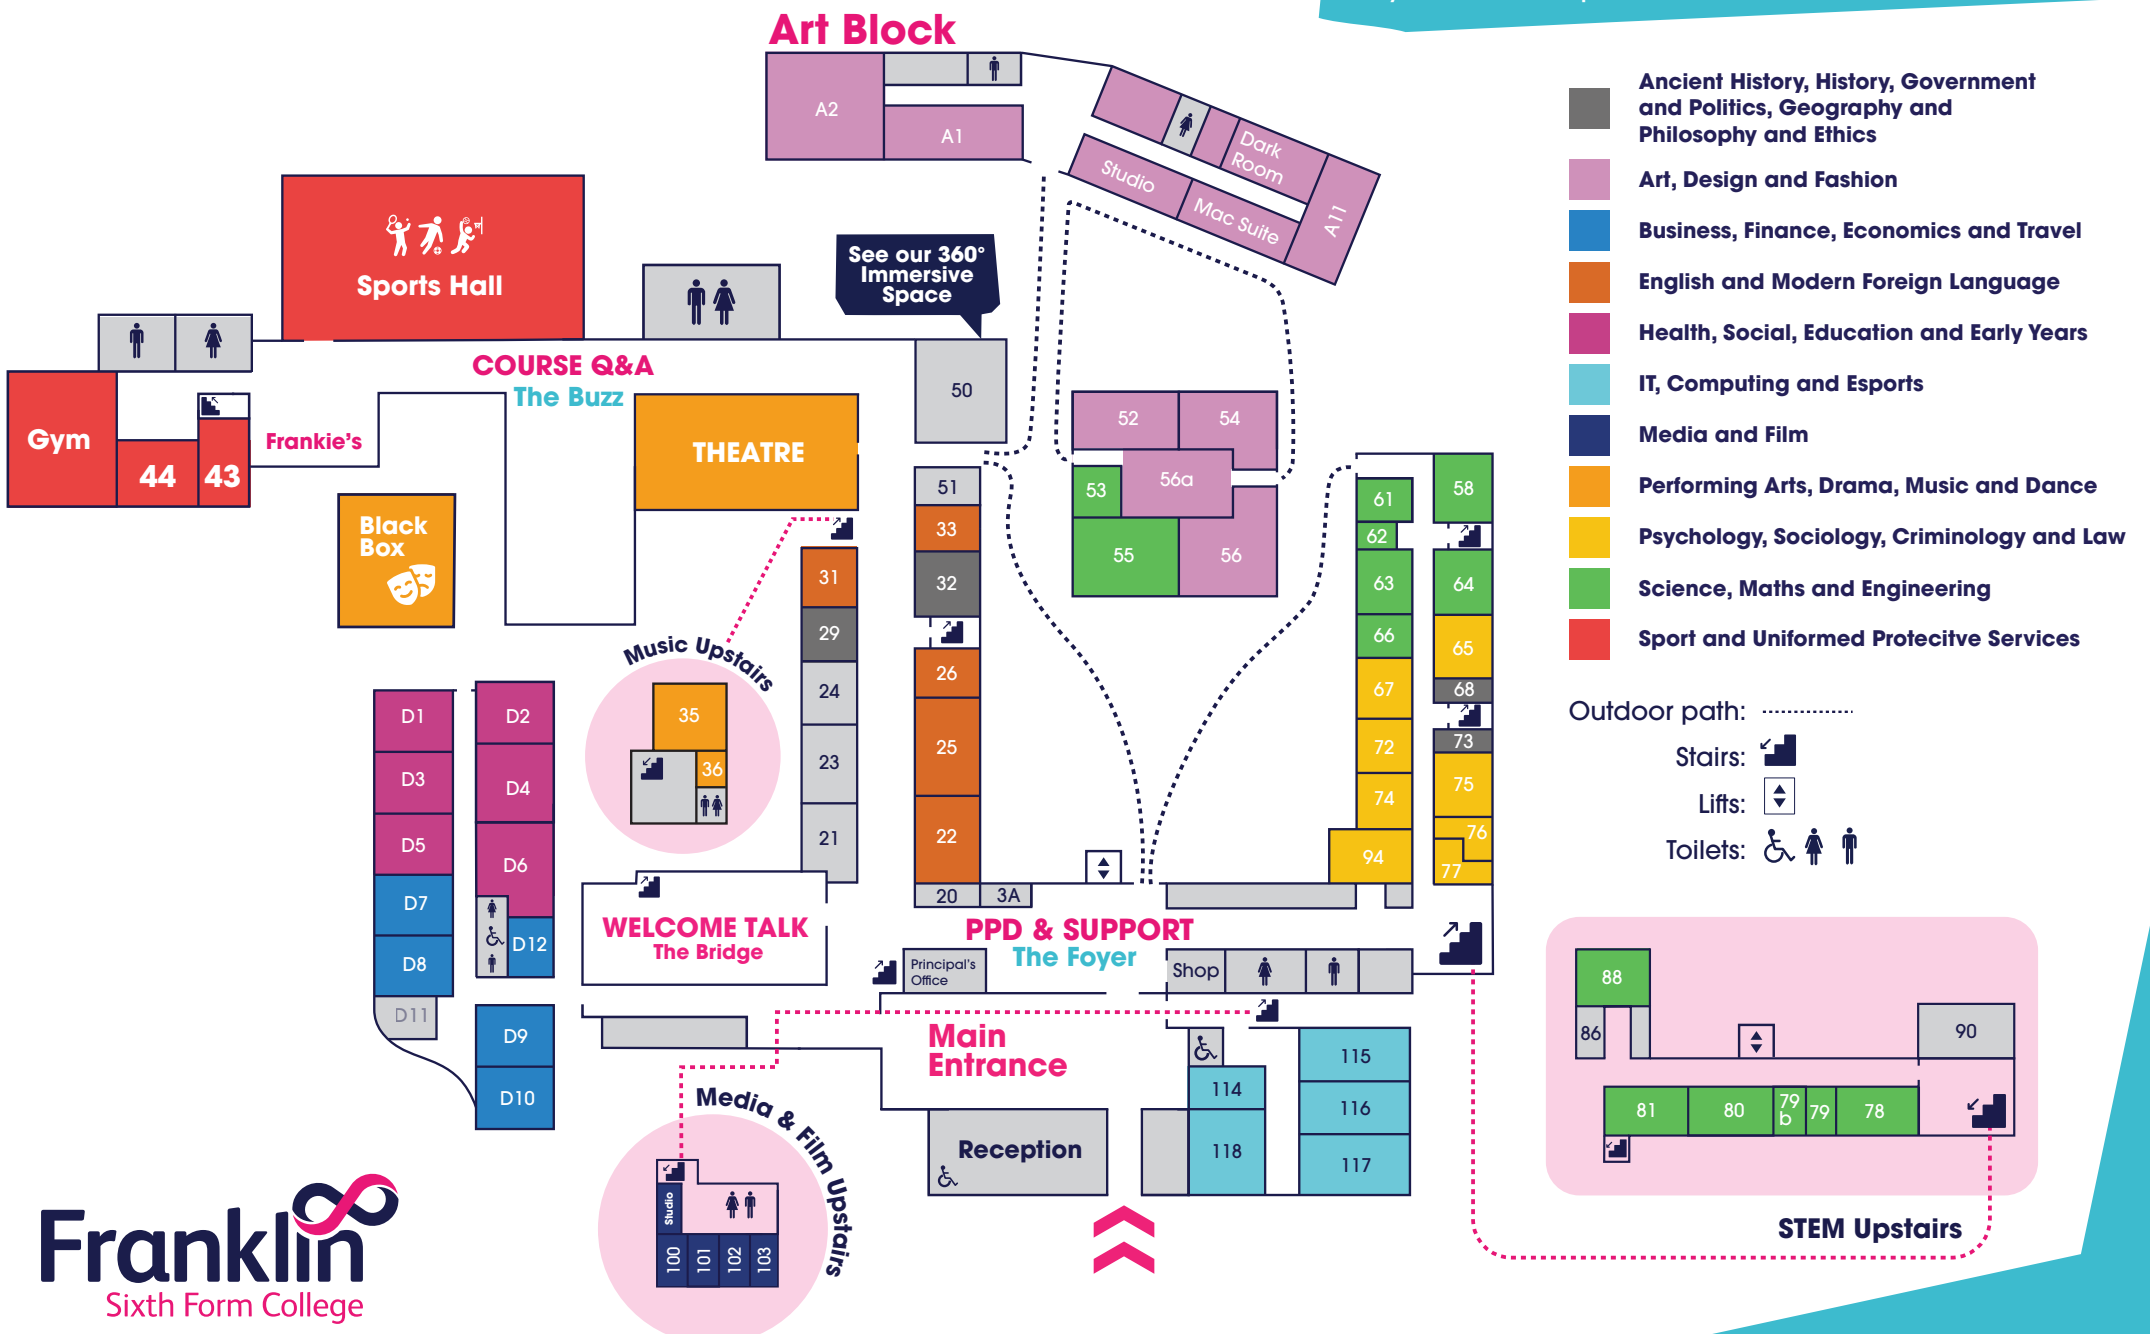 Art Block
A2
A1
Dark
Room
Studio
Mac Suite
A11
Sports Hall
See our 360°
Immersive
Space
COURSE Q&A
The Buzz
50
Gym
44
43
Frankie's
THEATRE
Black
Box
51
33
32
26
25
22
20
3A
31
29
24
23
21
52
54
53
56a
55
56
61
58
62
63
64
66
65
67
68
72
73
74
75
76
77
94
Music Upstairs
35
36
D1
D2
D3
D4
D5
D6
D7
D8
D12
D11
D9
D10
WELCOME TALK
The Bridge
PPD & SUPPORT
The Foyer
Principal's
Office
Shop
Main
Entrance
Reception
114
118
115
116
117
Media & Film Upstairs
Studio
100
101
102
103
Ancient History, History, Government
and Politics, Geography and
Philosophy and Ethics
Art, Design and Fashion
Business, Finance, Economics and Travel
English and Modern Foreign Language
Health, Social, Education and Early Years
IT, Computing and Esports
Media and Film
Performing Arts, Drama, Music and Dance
Psychology, Sociology, Criminology and Law
Science, Maths and Engineering
Sport and Uniformed Protecitve Services
Outdoor path:
Stairs:
Lifts:
Toilets:
88
86
90
81
80
79
b
79
78
STEM Upstairs
Franklin
Sixth Form College